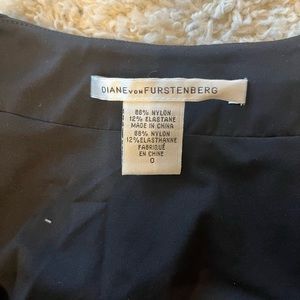 DIANE VON FURSTENBERG
88% NYLON
12% ELASTANE
MADE IN CHINA
88% NYLON
12% ELASTHANNE
FABRIQUÉ
EN CHINE
0